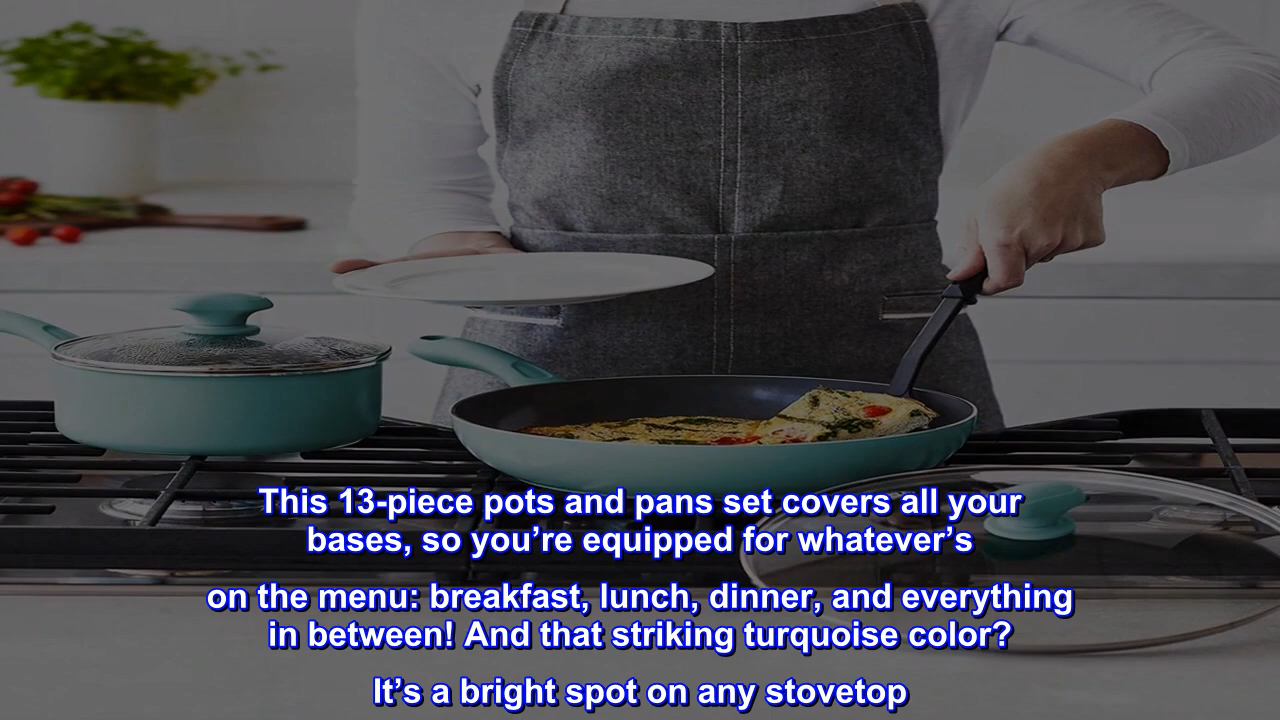 This 13-piece pots and pans set covers all your
bases, so you’re equipped for whatever’s
on the menu: breakfast, lunch, dinner, and everything
in between! And that striking turquoise color?
It’s a bright spot on any stovetop